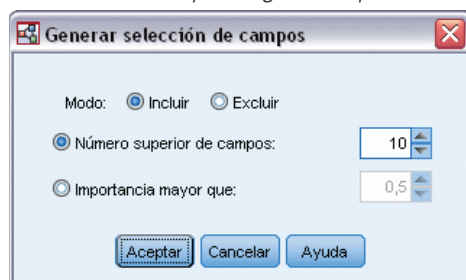 Generar selección de campos
Modo: Incluir Excluir
Número superior de campos: 10
Importancia mayor que: 0,5
Aceptar Cancelar Ayuda